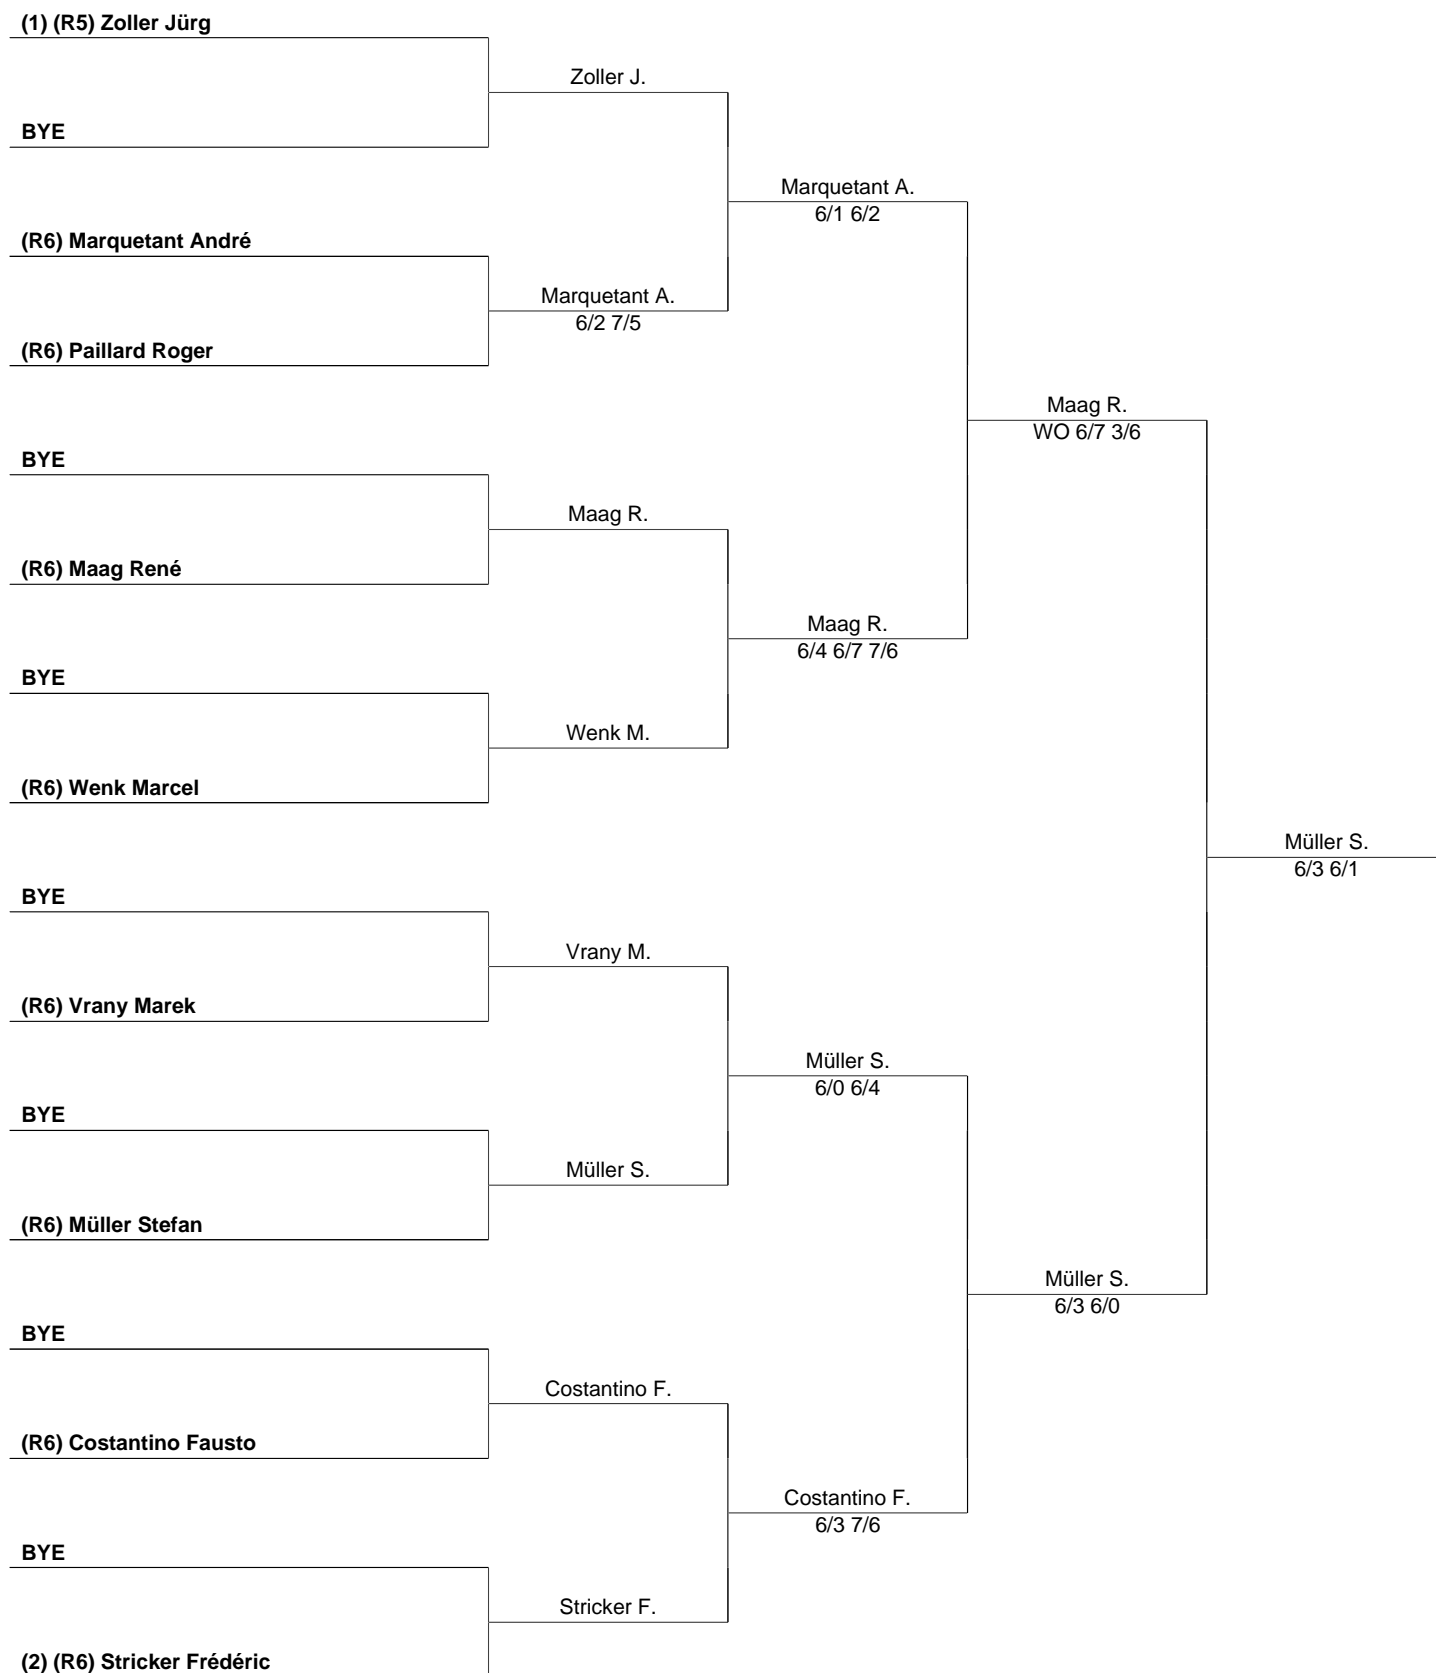 (1) (R5) Zoller Jürg
Zoller J.
BYE
Marquetant A.
6/1 6/2
(R6) Marquetant André
Marquetant A.
6/2 7/5
(R6) Paillard Roger
Maag R.
WO 6/7 3/6
BYE
Maag R.
(R6) Maag René
Maag R.
6/4 6/7 7/6
BYE
Wenk M.
(R6) Wenk Marcel
Müller S.
6/3 6/1
BYE
Vrany M.
(R6) Vrany Marek
Müller S.
6/0 6/4
BYE
Müller S.
(R6) Müller Stefan
Müller S.
6/3 6/0
BYE
Costantino F.
(R6) Costantino Fausto
Costantino F.
6/3 7/6
BYE
Stricker F.
(2) (R6) Stricker Frédéric